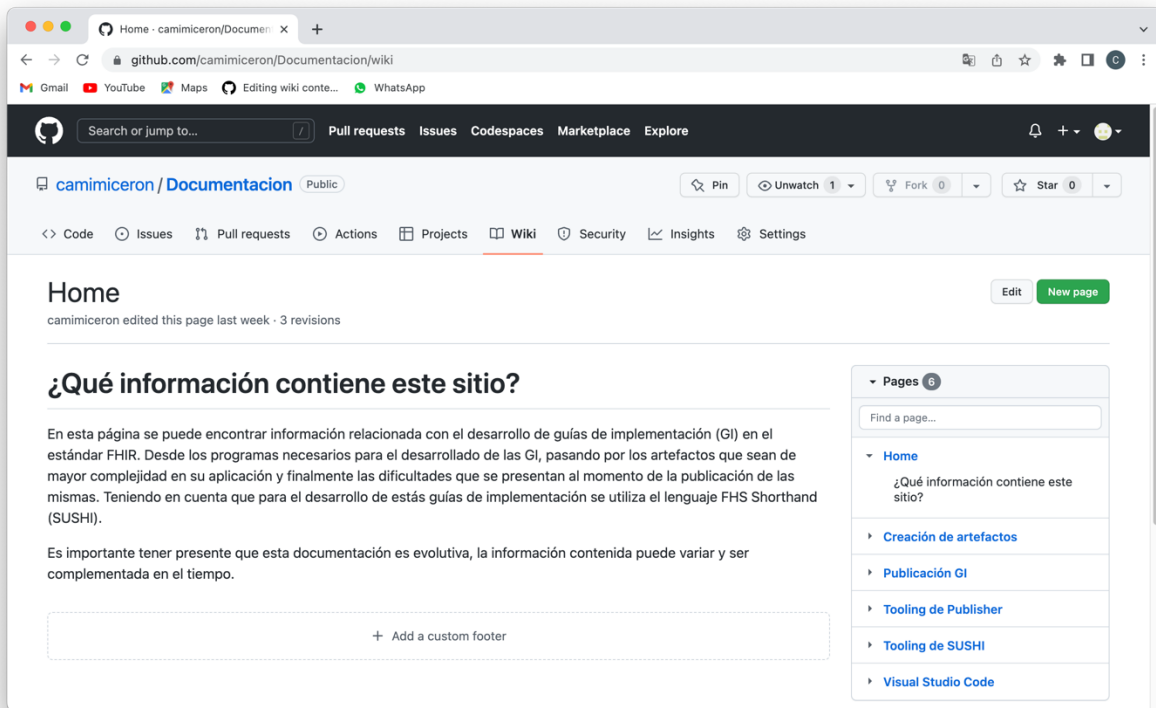 Home · camimiceron/Documen
github.com/camimiceron/Documentacion/wiki
Gmail YouTube Maps Editing wiki conte... WhatsApp
C
Search or jump to... / Pull requests Issues Codespaces Marketplace Explore
camimiceron / Documentacion Public
Pin Unwatch 1 Fork 0 Star 0
Code Issues Pull requests Actions Projects Wiki Security Insights Settings
Home
Edit New page
camimiceron edited this page last week · 3 revisions
¿Qué información contiene este sitio?
En esta página se puede encontrar información relacionada con el desarrollo de guías de implementación (GI) en el
estándar FHIR. Desde los programas necesarios para el desarrollado de las GI, pasando por los artefactos que sean de
mayor complejidad en su aplicación y finalmente las dificultades que se presentan al momento de la publicación de las
mismas. Teniendo en cuenta que para el desarrollo de estás guías de implementación se utiliza el lenguaje FHS Shorthand
(SUSHI).
Es importante tener presente que esta documentación es evolutiva, la información contenida puede variar y ser
complementada en el tiempo.
+ Add a custom footer
Pages 6
Find a page...
Home
¿Qué información contiene este
sitio?
Creación de artefactos
Publicación GI
Tooling de Publisher
Tooling de SUSHI
Visual Studio Code